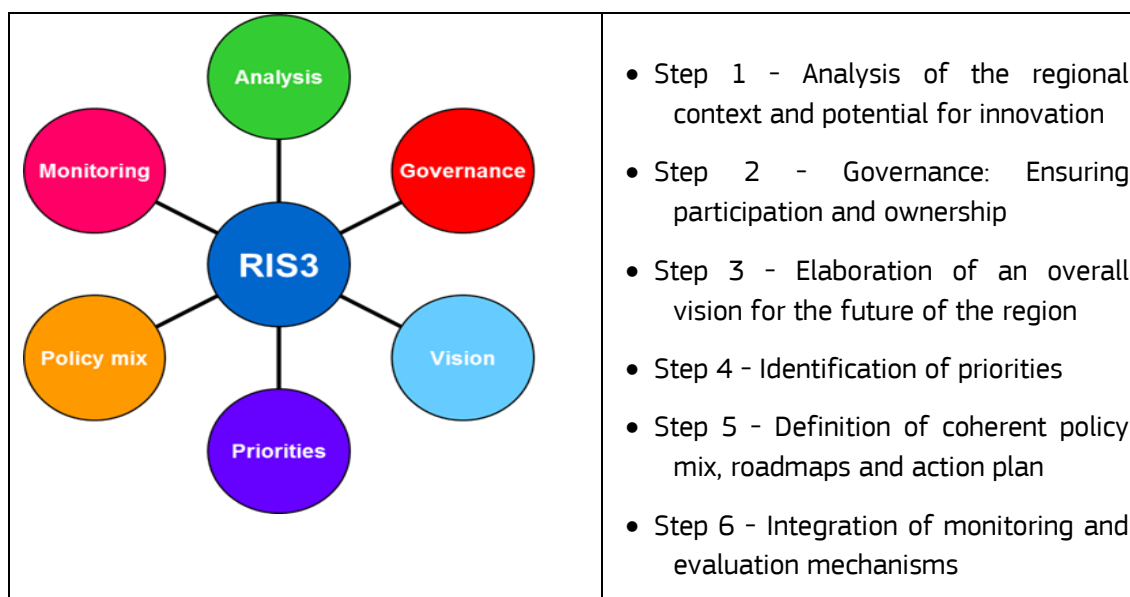 Analysis
Monitoring
Governance
RIS3
Policy mix
Vision
Priorities
• Step 1 - Analysis of the regional
context and potential for innovation
• Step 2 - Governance: Ensuring
participation and ownership
• Step 3 - Elaboration of an overall
vision for the future of the region
• Step 4 - Identification of priorities
• Step 5 - Definition of coherent policy
mix, roadmaps and action plan
• Step 6 - Integration of monitoring and
evaluation mechanisms